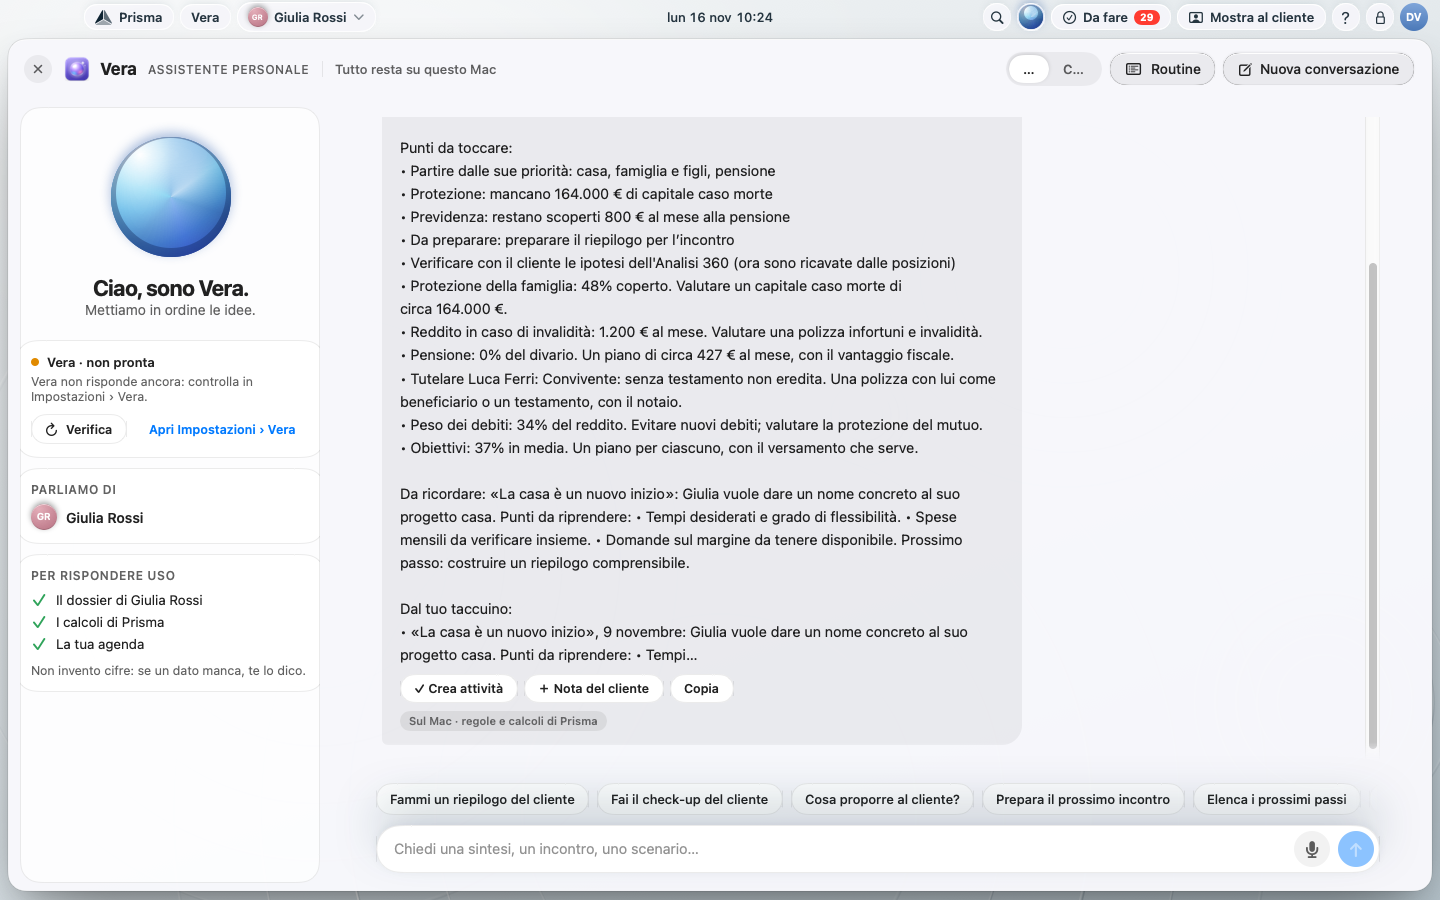 Prisma
Vera
GR
Giulia Rossi
lun 16 nov 10:24
Da fare 29
Mostra al cliente
?
DV
Vera
ASSISTENTE PERSONALE
Tutto resta su questo Mac
...
C...
Routine
Nuova conversazione
Ciao, sono Vera.
Mettiamo in ordine le idee.
Vera · non pronta
Vera non risponde ancora: controlla in
Impostazioni › Vera.
Verifica
Apri Impostazioni › Vera
PARLIAMO DI
GR
Giulia Rossi
PER RISPONDERE USO
Il dossier di Giulia Rossi
I calcoli di Prisma
La tua agenda
Non invento cifre: se un dato manca, te lo dico.
Punti da toccare:
• Partire dalle sue priorità: casa, famiglia e figli, pensione
• Protezione: mancano 164.000 € di capitale caso morte
• Previdenza: restano scoperti 800 € al mese alla pensione
• Da preparare: preparare il riepilogo per l'incontro
• Verificare con il cliente le ipotesi dell'Analisi 360 (ora sono ricavate dalle posizioni)
• Protezione della famiglia: 48% coperto. Valutare un capitale caso morte di
circa 164.000 €.
• Reddito in caso di invalidità: 1.200 € al mese. Valutare una polizza infortuni e invalidità.
• Pensione: 0% del divario. Un piano di circa 427 € al mese, con il vantaggio fiscale.
• Tutelare Luca Ferri: Convivente: senza testamento non eredita. Una polizza con lui come
beneficiario o un testamento, con il notaio.
• Peso dei debiti: 34% del reddito. Evitare nuovi debiti; valutare la protezione del mutuo.
• Obiettivi: 37% in media. Un piano per ciascuno, con il versamento che serve.
Da ricordare: «La casa è un nuovo inizio»: Giulia vuole dare un nome concreto al suo
progetto casa. Punti da riprendere: • Tempi desiderati e grado di flessibilità. • Spese
mensili da verificare insieme. • Domande sul margine da tenere disponibile. Prossimo
passo: costruire un riepilogo comprensibile.
Dal tuo taccuino:
• «La casa è un nuovo inizio», 9 novembre: Giulia vuole dare un nome concreto al suo
progetto casa. Punti da riprendere: • Tempi...
Crea attività
+ Nota del cliente
Copia
Sul Mac · regole e calcoli di Prisma
Fammi un riepilogo del cliente
Fai il check-up del cliente
Cosa proporre al cliente?
Prepara il prossimo incontro
Elenca i prossimi passi
Chiedi una sintesi, un incontro, uno scenario...